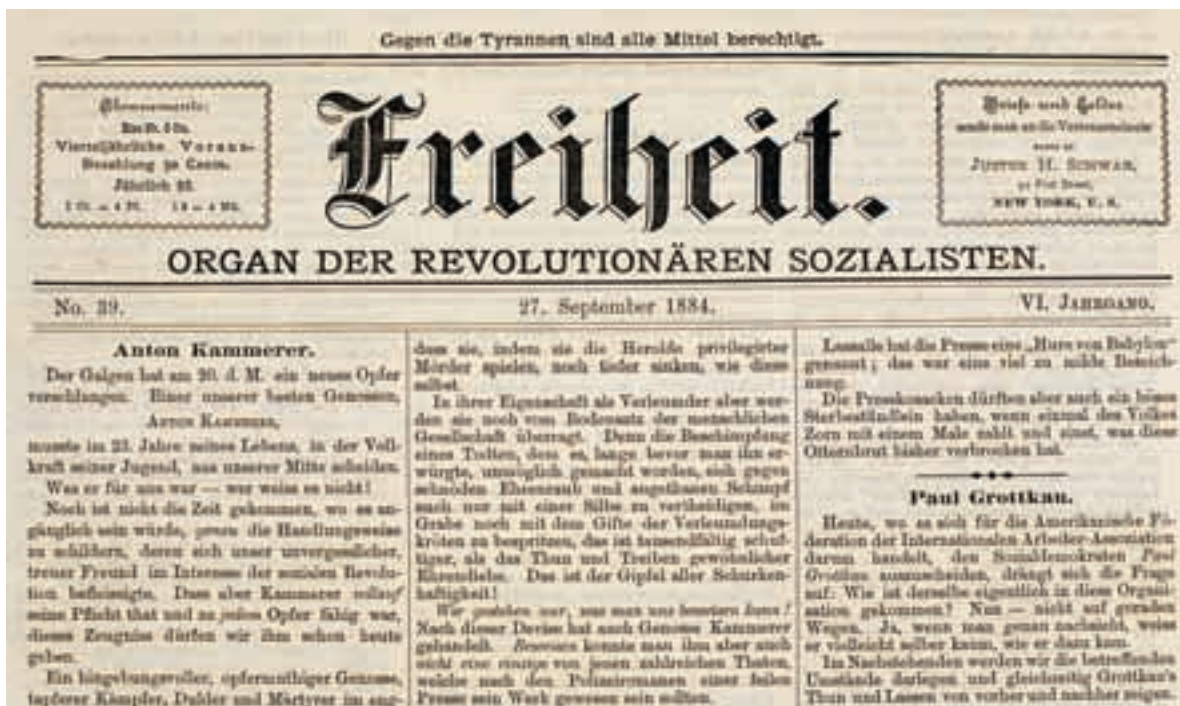 Gegen die Tyrannen sind alle Mittel berechtigt.
Abonnements:
Vierteljährliche Voraus-
Bezahlung 50 Cents.
Jährlich $2.
Freiheit.
Briefe und Gelder
JUSTUS H. SCHWAB,
50 First Street,
NEW YORK, U. S.
ORGAN DER REVOLUTIONÄREN SOZIALISTEN.
No. 39.
27. September 1884.
VI. JAHRGANG.
Anton Kammerer.
Der Galgen hat am 20. d. M. ein neues Opfer
verschlungen. Einer unserer besten Genossen,
ANTON KAMMERER,
musste im 23. Jahre seines Lebens, in der Voll-
kraft seiner Jugend, aus unserer Mitte scheiden.
Was er für uns war — wer weiss es nicht!
Noch ist nicht die Zeit gekommen, wo es an-
gänglich sein würde, genau die Handlungsweise
zu schildern, deren sich unser unvergesslicher,
treuer Freund im Interesse der sozialen Revolu-
tion befleissigte. Dass aber Kammerer vollauf
seine Pflicht that und zu jedem Opfer fähig war,
dieses Zeugniss dürfen wir ihm schon heute
geben.
Ein hingebungsvoller, opfermuthiger Genosse,
tapferer Kämpfer, Dulder und Märtyrer im
dass sie, indem sie die Herolde privilegirter
Mörder spielen, noch tiefer sinken, wie diese
selbst.
In ihrer Eigenschaft als Verleumder aber wer-
den sie noch vom Bodensatz der menschlichen
Gesellschaft überragt. Denn die Beschimpfung
eines Todten, dem es, lange bevor man ihn er-
würgte, unmöglich gemacht worden, sich gegen
schnöden Ehrenraub und angethanen Schimpf
auch nur mit einer Silbe zu vertheidigen, im
Grabe noch mit dem Gifte der Verleumdungs-
kröten zu bespritzen, das ist tausendfältig schuf-
tiger, als das Thun und Treiben gewöhnlicher
Ehrendiebe. Das ist der Gipfel aller Schurken-
haftigkeit!
Wir gestehen nur, was man uns beweisen kann!
Nach dieser Devise hat auch Genosse Kammerer
gehandelt. Beweisen konnte man ihm aber auch
nicht eine einzige von jenen zahlreichen Thaten,
welche nach den Polizeiromanen einer feilen
Presse sein Werk gewesen sein sollten.
Lassalle hat die Presse eine „Hure von Babylon“
genannt; das war eine viel zu milde Bezeich-
nung.
Die Presskosaken dürften aber auch ein böses
Sterbestündlein haben, wenn einmal des Volkes
Zorn mit einem Male zahlt und was diese
Otternbrut bisher verbrochen hat.
Paul Grottkau.
Heute, wo es sich für die Amerikanische Fö-
deration der Internationalen Arbeiter-Association
darum handelt, den Sozialdemokraten Paul
Grottkau auszuscheiden, drängt sich die Frage
auf: Wie ist derselbe eigentlich in diese Organi-
sation gekommen? Nun — nicht auf geraden
Wegen. Ja, wenn man genau nachsieht, weiss
er vielleicht selber kaum, wie er dazu kam.
Im Nachstehenden werden wir die betreffenden
Umstände darlegen und gleichzeitig Grottkau's
Thun und Lassen von vorher und nachher zeigen.